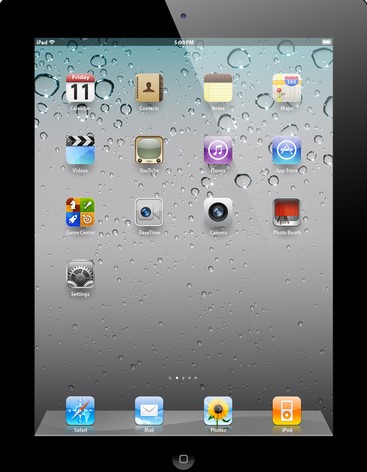 iPad 5:00 PM
Friday
11
280
Calendar Contacts Notes Maps
Videos YouTube iTunes App Store
Game Center FaceTime Camera Photo Booth
Settings
Safari Mail Photos iPod